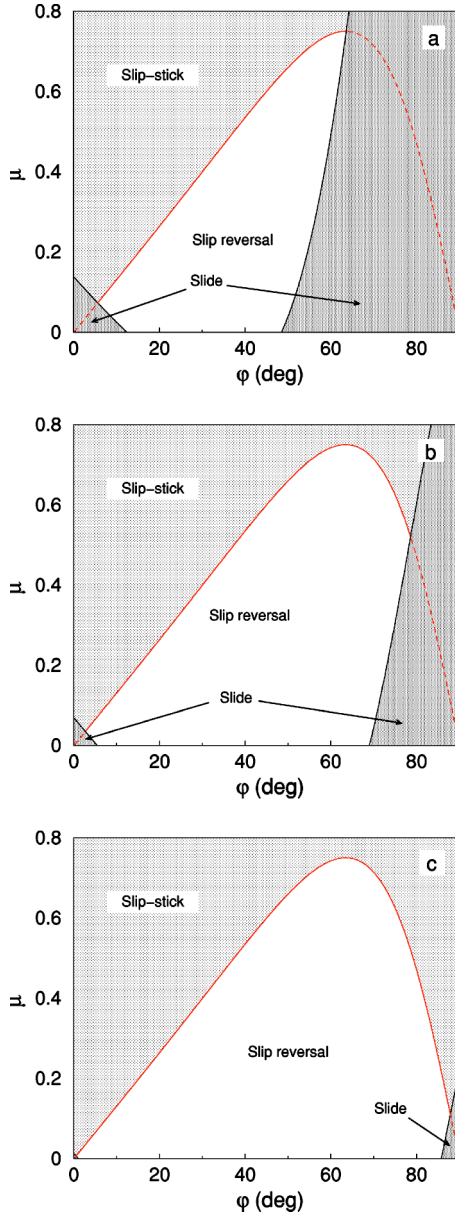 a
0.8
Slip-stick
0.6
μ
0.4
Slip reversal
0.2
Slide
0
0 20 40 60 80
φ (deg)
b
0.8
Slip-stick
0.6
μ
0.4
Slip reversal
0.2
Slide
0
0 20 40 60 80
φ (deg)
c
0.8
Slip-stick
0.6
μ
0.4
Slip reversal
0.2
Slide
0
0 20 40 60 80
φ (deg)